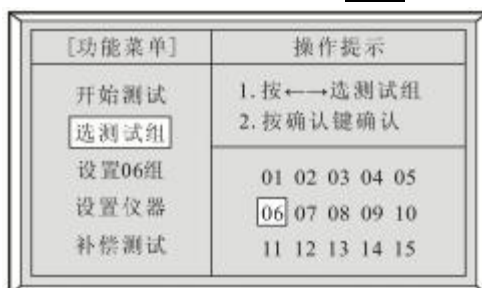 [功能菜单]
开始测试
选测试组
设置06组
设置仪器
补偿测试
操作提示
1.按←→选测试组
2.按确认键确认
01 02 03 04 05
06 07 08 09 10
11 12 13 14 15